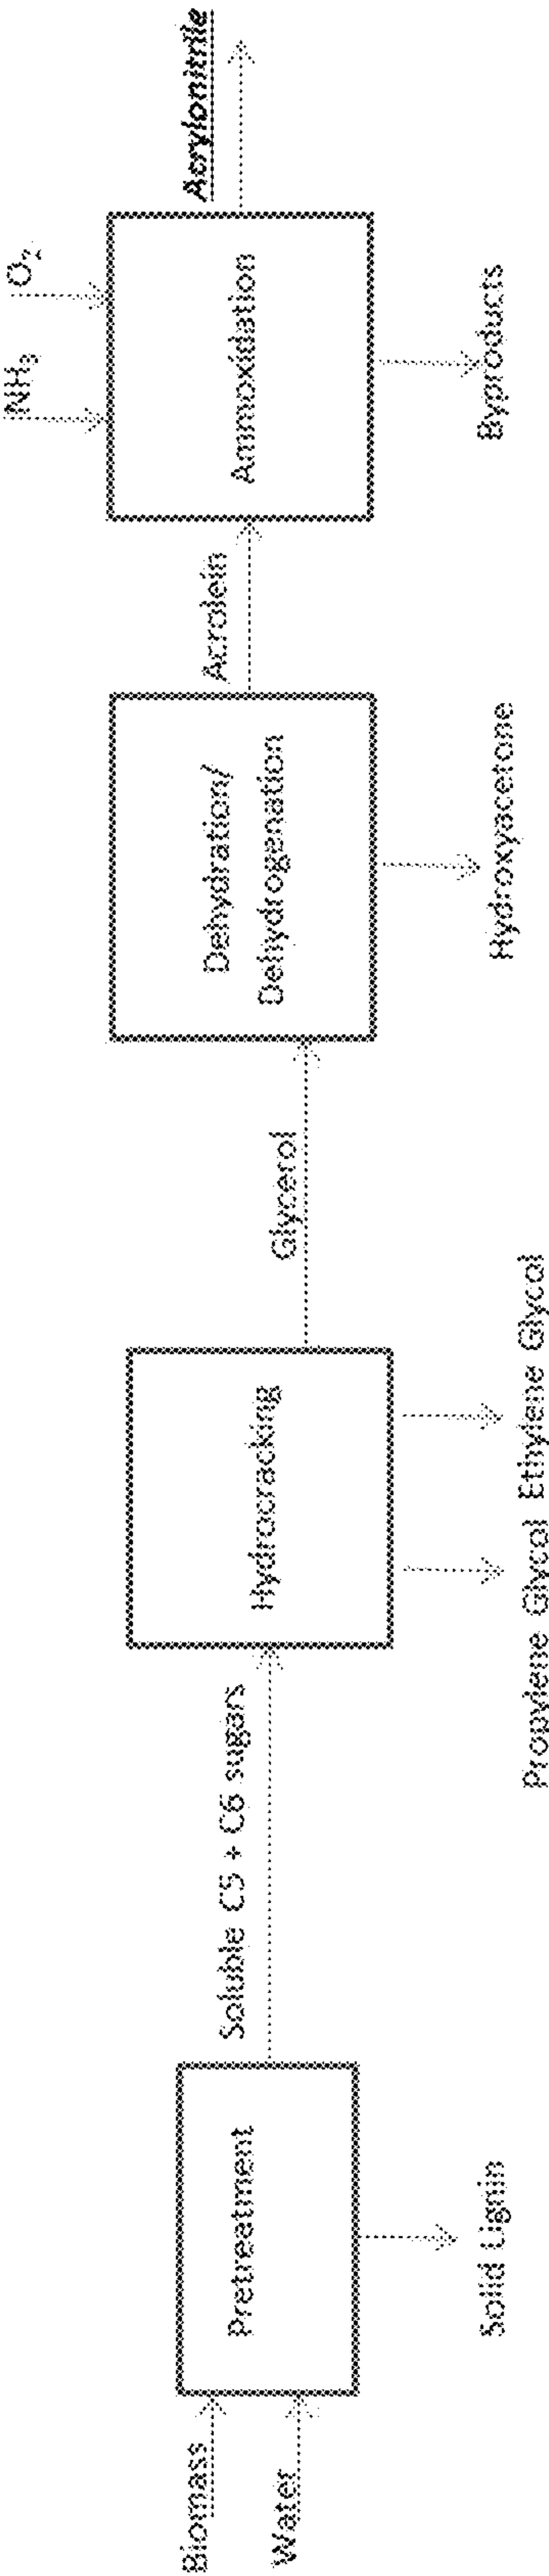 Biomass
Water
Pretreatment
Solid Lignin
Soluble C5 + C6 sugars
Hydrocracking
Propylene Glycol
Ethylene Glycol
Glycerol
Dehydration/
Dehydrogenation
Hydroxyacetone
Acrolein
NH3
O2
Ammoxidation
Byproducts
Acrylonitrile